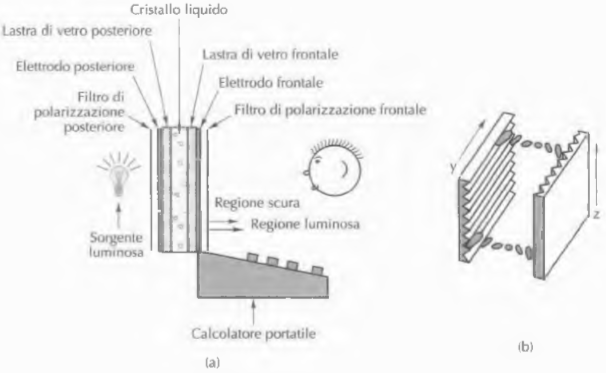 Cristallo liquido
Lastra di vetro posteriore
Lastra di vetro frontale
Elettrodo posteriore
Elettrodo frontale
Filtro di
polarizzazione
posteriore
Filtro di polarizzazione frontale
Regione scura
Regione luminosa
Sorgente
luminosa
Calcolatore portatile
(a)
y
z
(b)